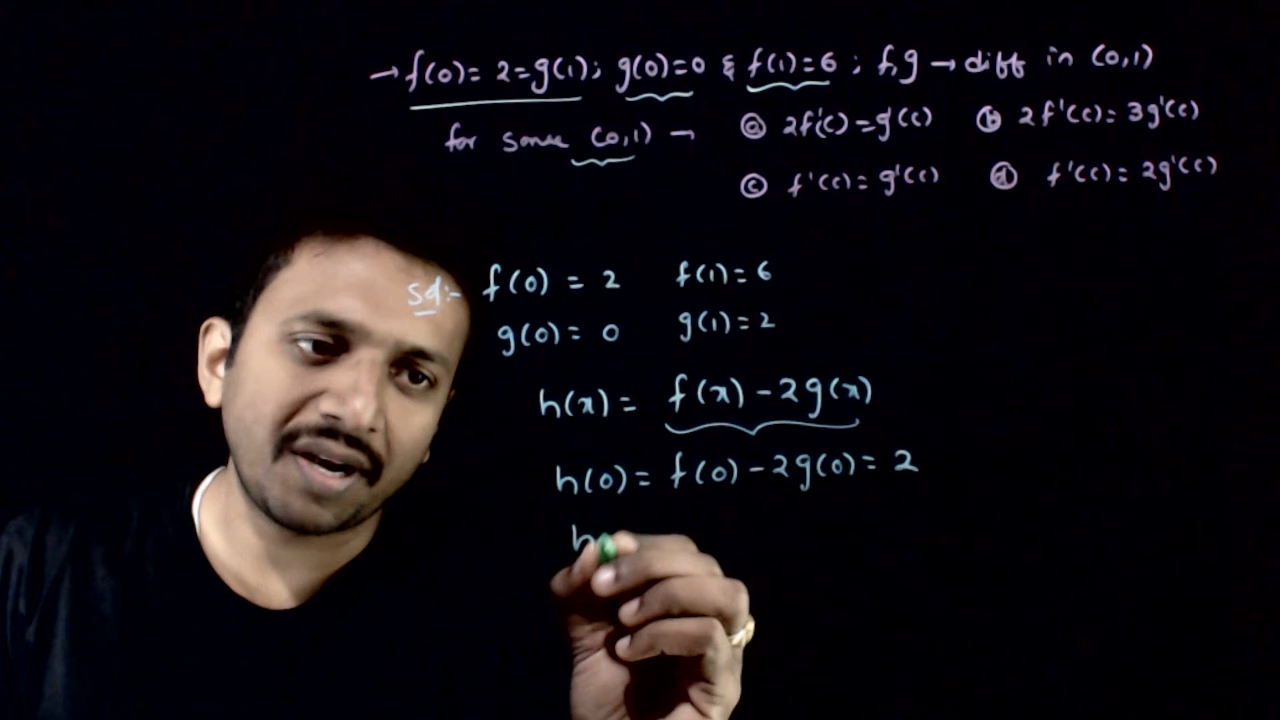 → f(0) = 2 = g(1); g(0)=0 & f(1)=6 ; f,g → diff in (0,1)
for some (0,1) → ⓐ 2f'(c) = g'(c) ⓑ 2f'(c) = 3g'(c)
ⓒ f'(c) = g'(c) ⓓ f'(c) = 2g'(c)
Sol:- f(0) = 2 f(1) = 6
g(0) = 0 g(1) = 2
h(x) = f(x) - 2g(x)
h(0) = f(0) - 2g(0) = 2
h